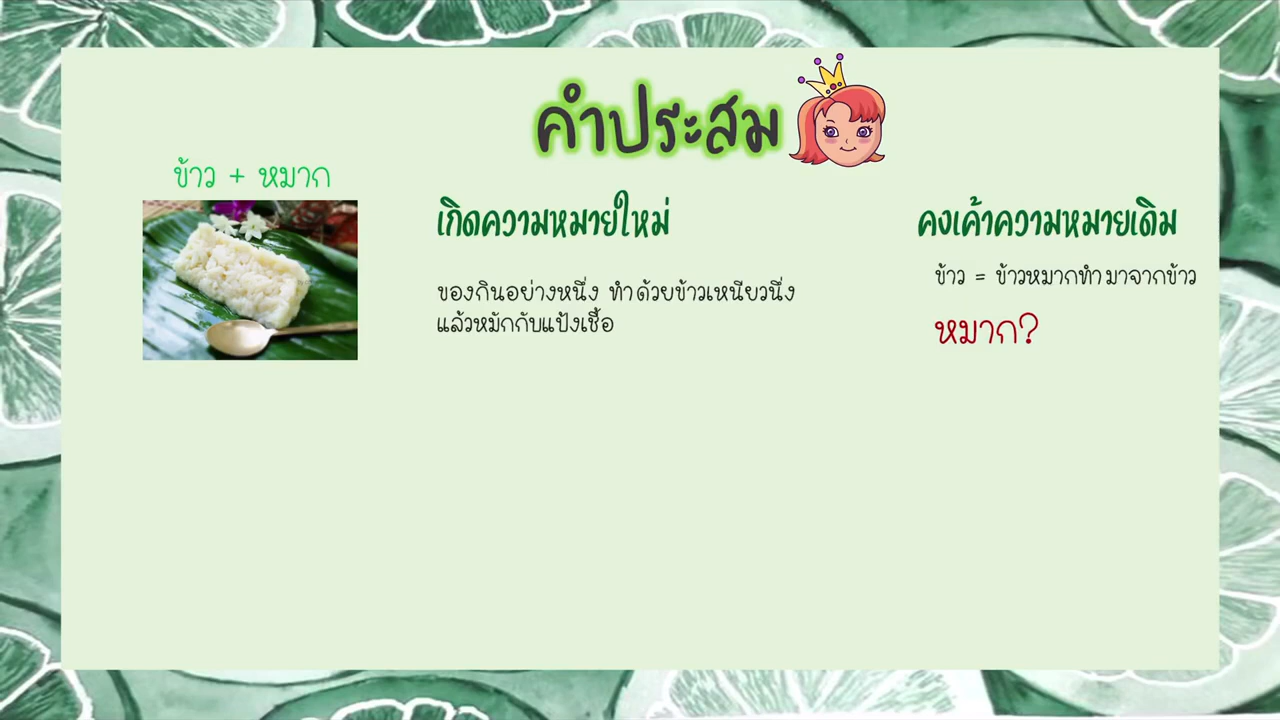 คำประสม
ข้าว + หมาก
เกิดความหมายใหม่
ของกินอย่างหนึ่ง ทำด้วยข้าวเหนียวนึ่ง
แล้วหมักกับแป้งเชื้อ
คงเค้าความหมายเดิม
ข้าว = ข้าวหมากทำมาจากข้าว
หมาก?